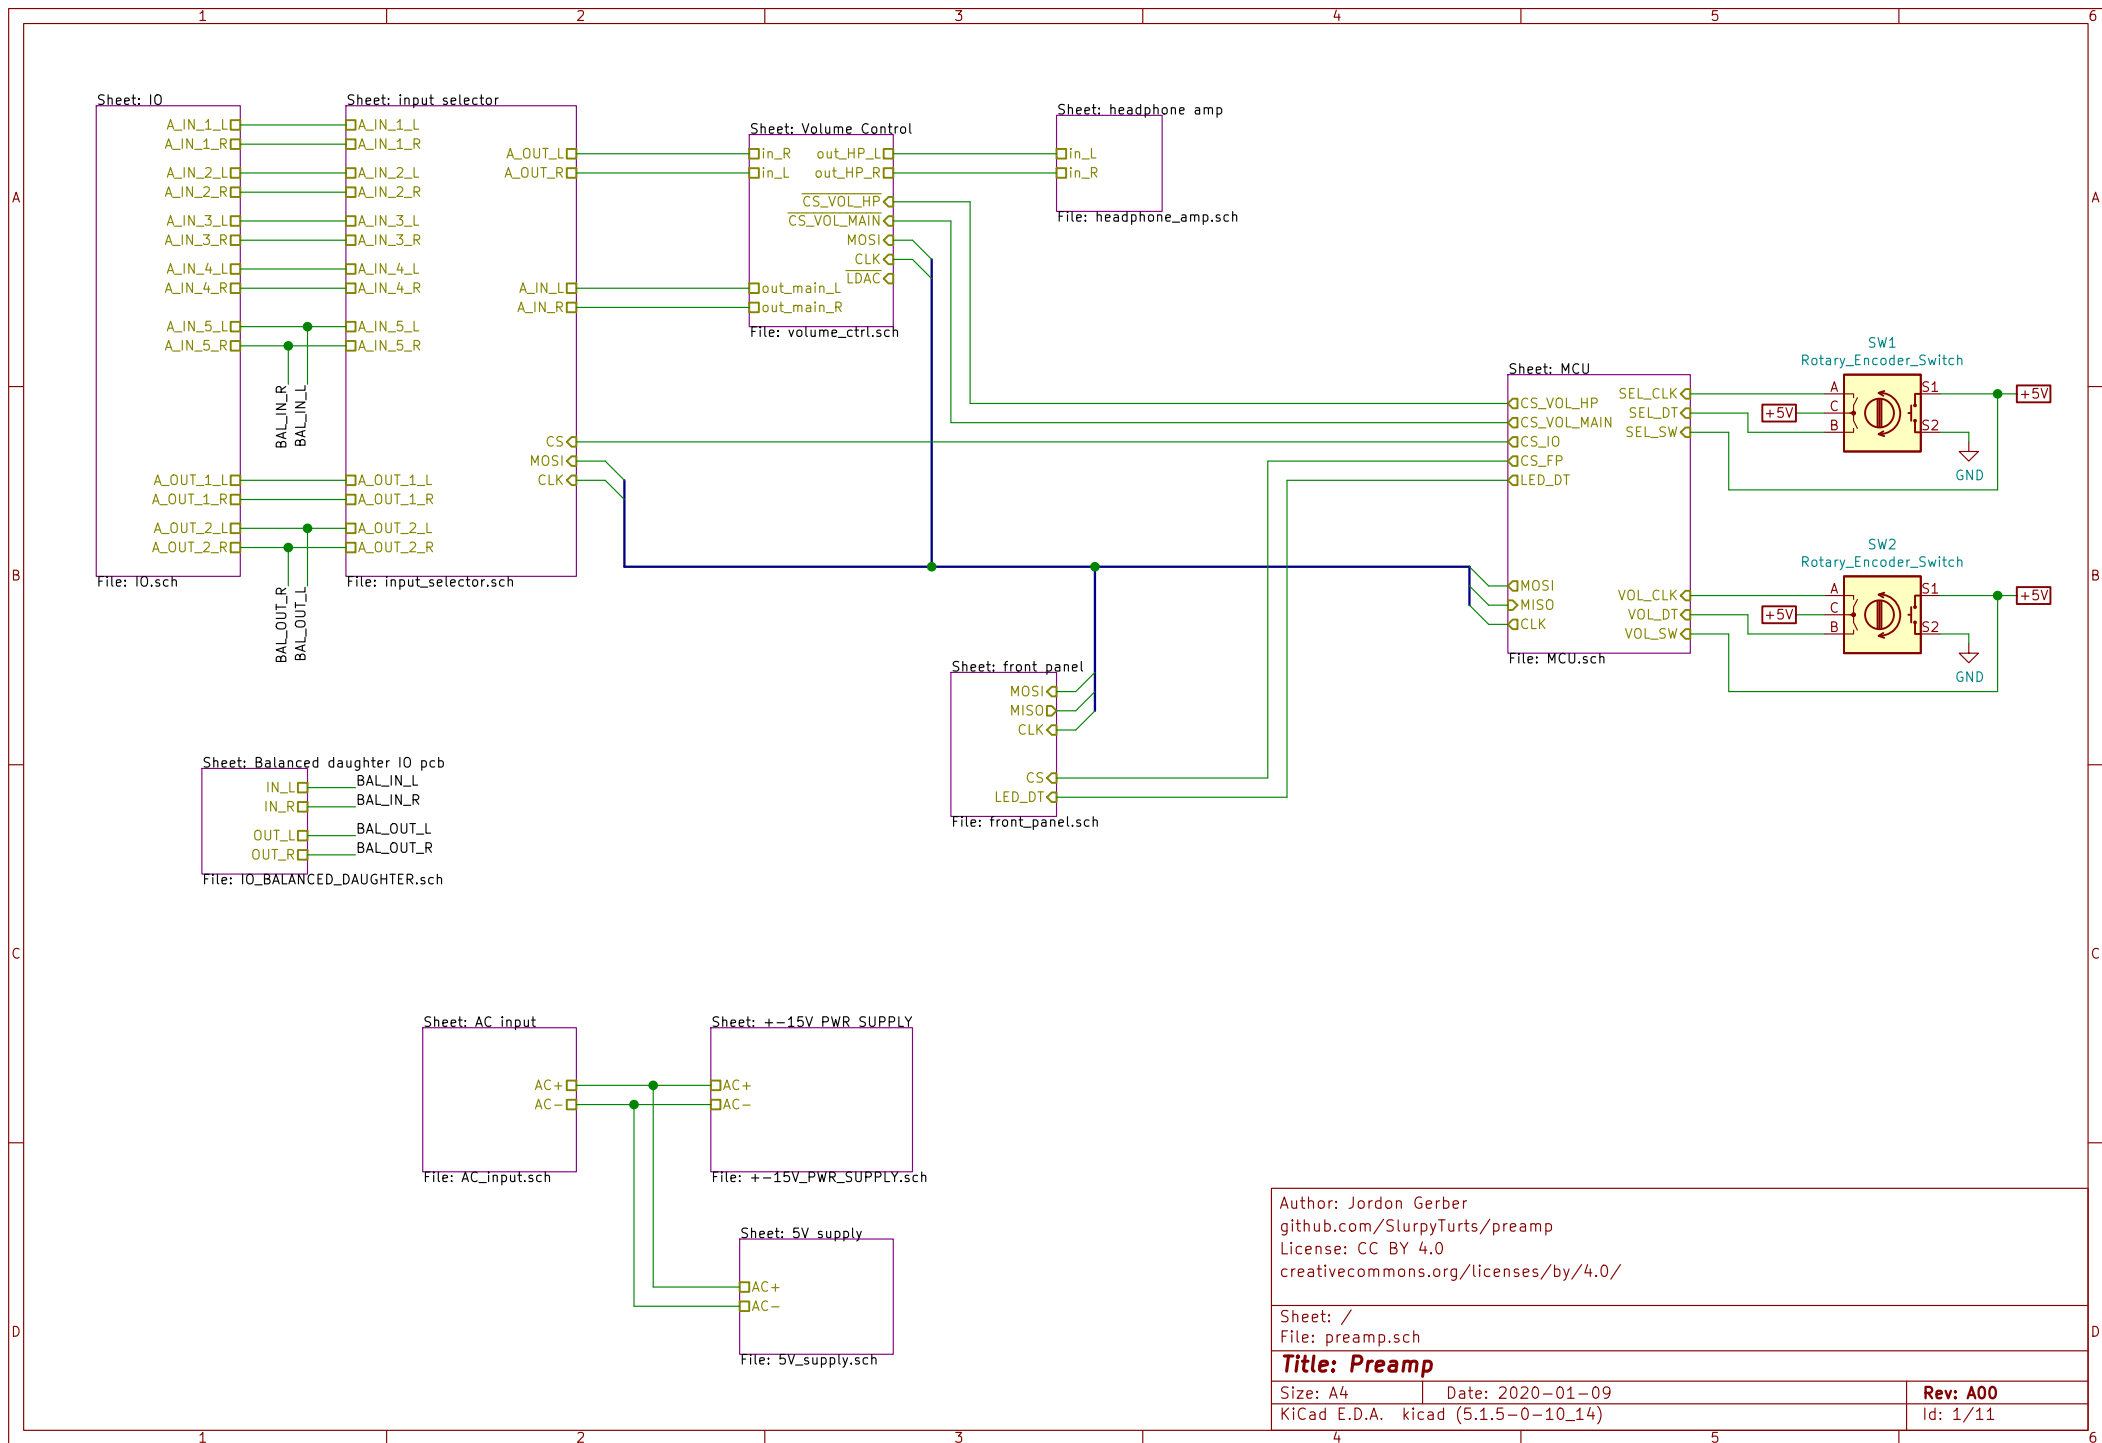 1 2 3 4 5 6
A
B
C
D
A
B
C
D
Sheet: IO
A_IN_1_L
A_IN_1_R
A_IN_2_L
A_IN_2_R
A_IN_3_L
A_IN_3_R
A_IN_4_L
A_IN_4_R
A_IN_5_L
A_IN_5_R
A_OUT_1_L
A_OUT_1_R
A_OUT_2_L
A_OUT_2_R
File: IO.sch
BAL_IN_R
BAL_IN_L
BAL_OUT_R
BAL_OUT_L
Sheet: input selector
A_IN_1_L
A_IN_1_R
A_IN_2_L
A_IN_2_R
A_IN_3_L
A_IN_3_R
A_IN_4_L
A_IN_4_R
A_IN_5_L
A_IN_5_R
A_OUT_1_L
A_OUT_1_R
A_OUT_2_L
A_OUT_2_R
A_OUT_L
A_OUT_R
A_IN_L
A_IN_R
CS
MOSI
CLK
File: input_selector.sch
Sheet: Volume Control
in_R
in_L
out_HP_L
out_HP_R
CS_VOL_HP
CS_VOL_MAIN
MOSI
CLK
LDAC
out_main_L
out_main_R
File: volume_ctrl.sch
Sheet: headphone amp
in_L
in_R
File: headphone_amp.sch
Sheet: MCU
CS_VOL_HP
CS_VOL_MAIN
CS_IO
CS_FP
LED_DT
MOSI
MISO
CLK
SEL_CLK
SEL_DT
SEL_SW
VOL_CLK
VOL_DT
VOL_SW
File: MCU.sch
SW1
Rotary_Encoder_Switch
A
C
B
S1
S2
+5V
+5V
GND
SW2
Rotary_Encoder_Switch
A
C
B
S1
S2
+5V
+5V
GND
Sheet: front panel
MOSI
MISO
CLK
CS
LED_DT
File: front_panel.sch
Sheet: Balanced daughter IO pcb
IN_L
IN_R
OUT_L
OUT_R
BAL_IN_L
BAL_IN_R
BAL_OUT_L
BAL_OUT_R
File: IO_BALANCED_DAUGHTER.sch
Sheet: AC input
AC+
AC-
File: AC_input.sch
Sheet: +-15V PWR SUPPLY
AC+
AC-
File: +-15V_PWR_SUPPLY.sch
Sheet: 5V supply
AC+
AC-
File: 5V_supply.sch
Author: Jordon Gerber
github.com/SlurpyTurts/preamp
License: CC BY 4.0
creativecommons.org/licenses/by/4.0/
Sheet: /
File: preamp.sch
Title: Preamp
Size: A4
Date: 2020-01-09
Rev: A00
KiCad E.D.A. kicad (5.1.5-0-10_14)
Id: 1/11
1 2 3 4 5 6